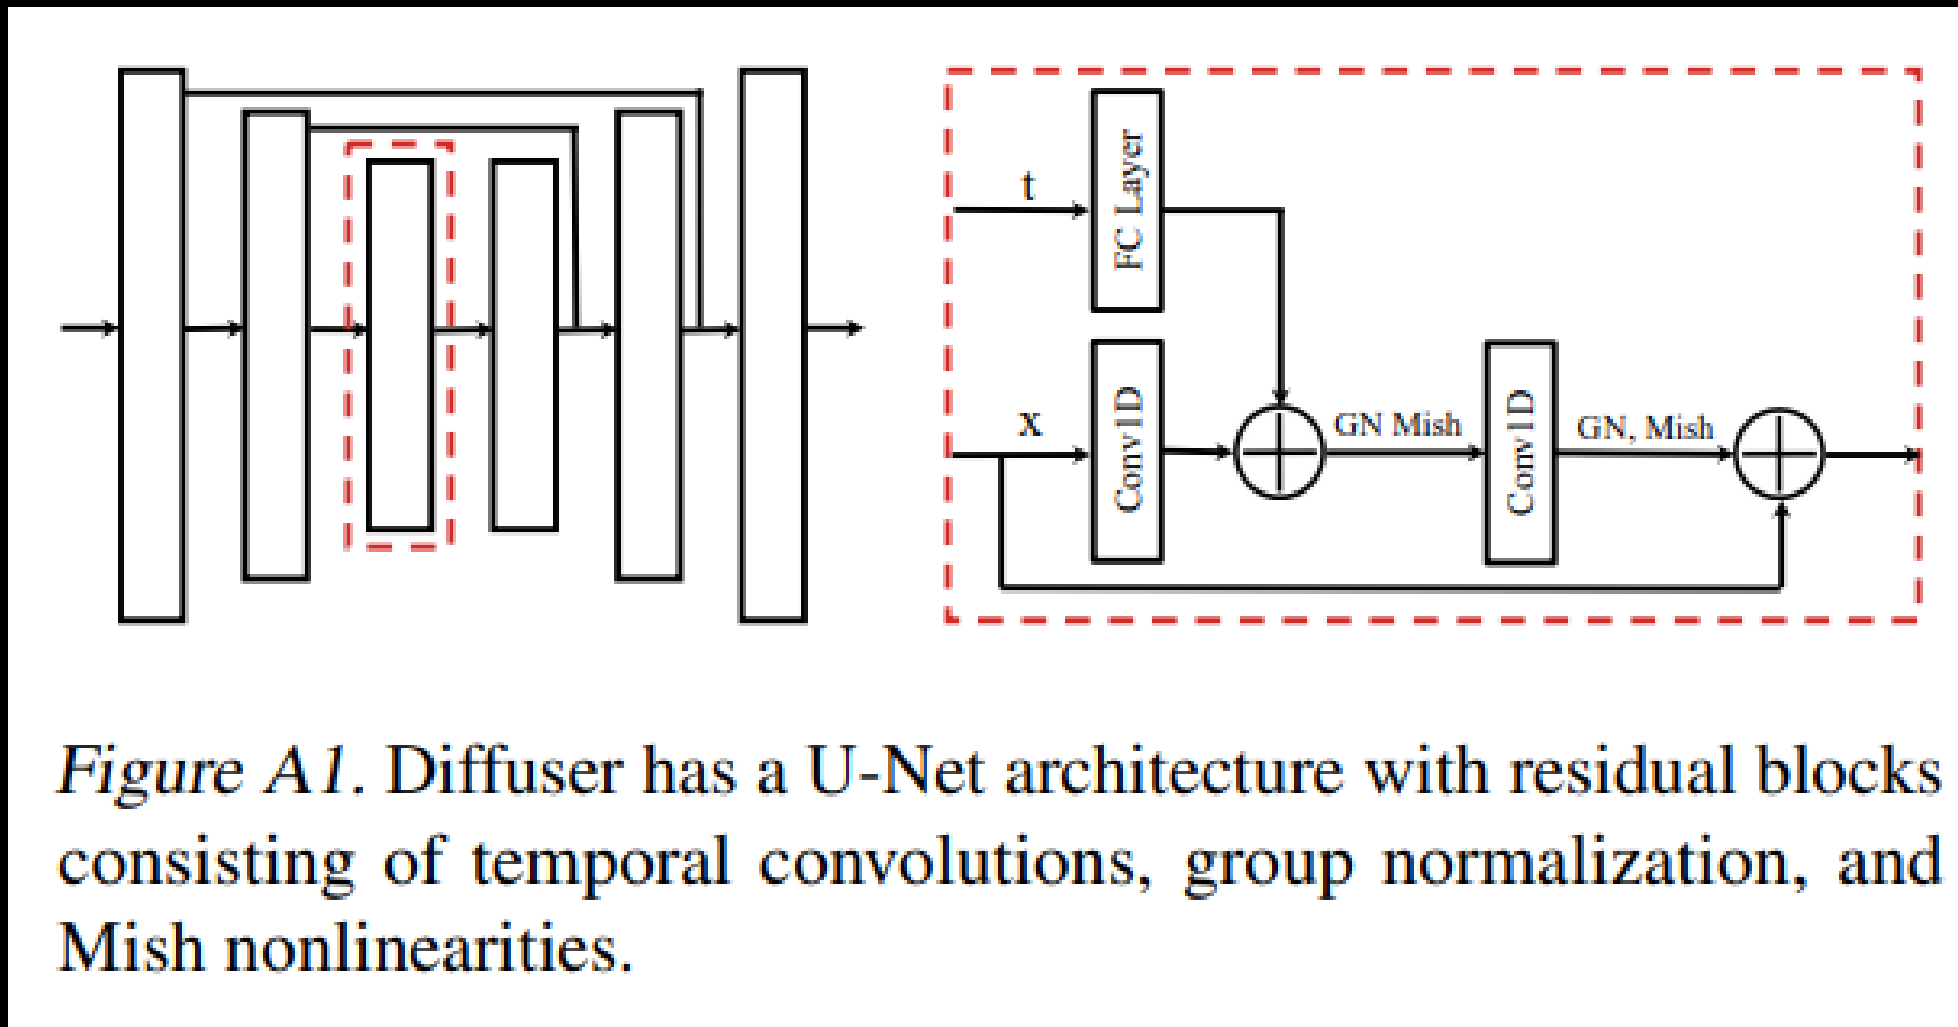 t
FC Layer
x
Conv1D
GN Mish
Conv1D
GN, Mish
Figure A1. Diffuser has a U-Net architecture with residual blocks
consisting of temporal convolutions, group normalization, and
Mish nonlinearities.